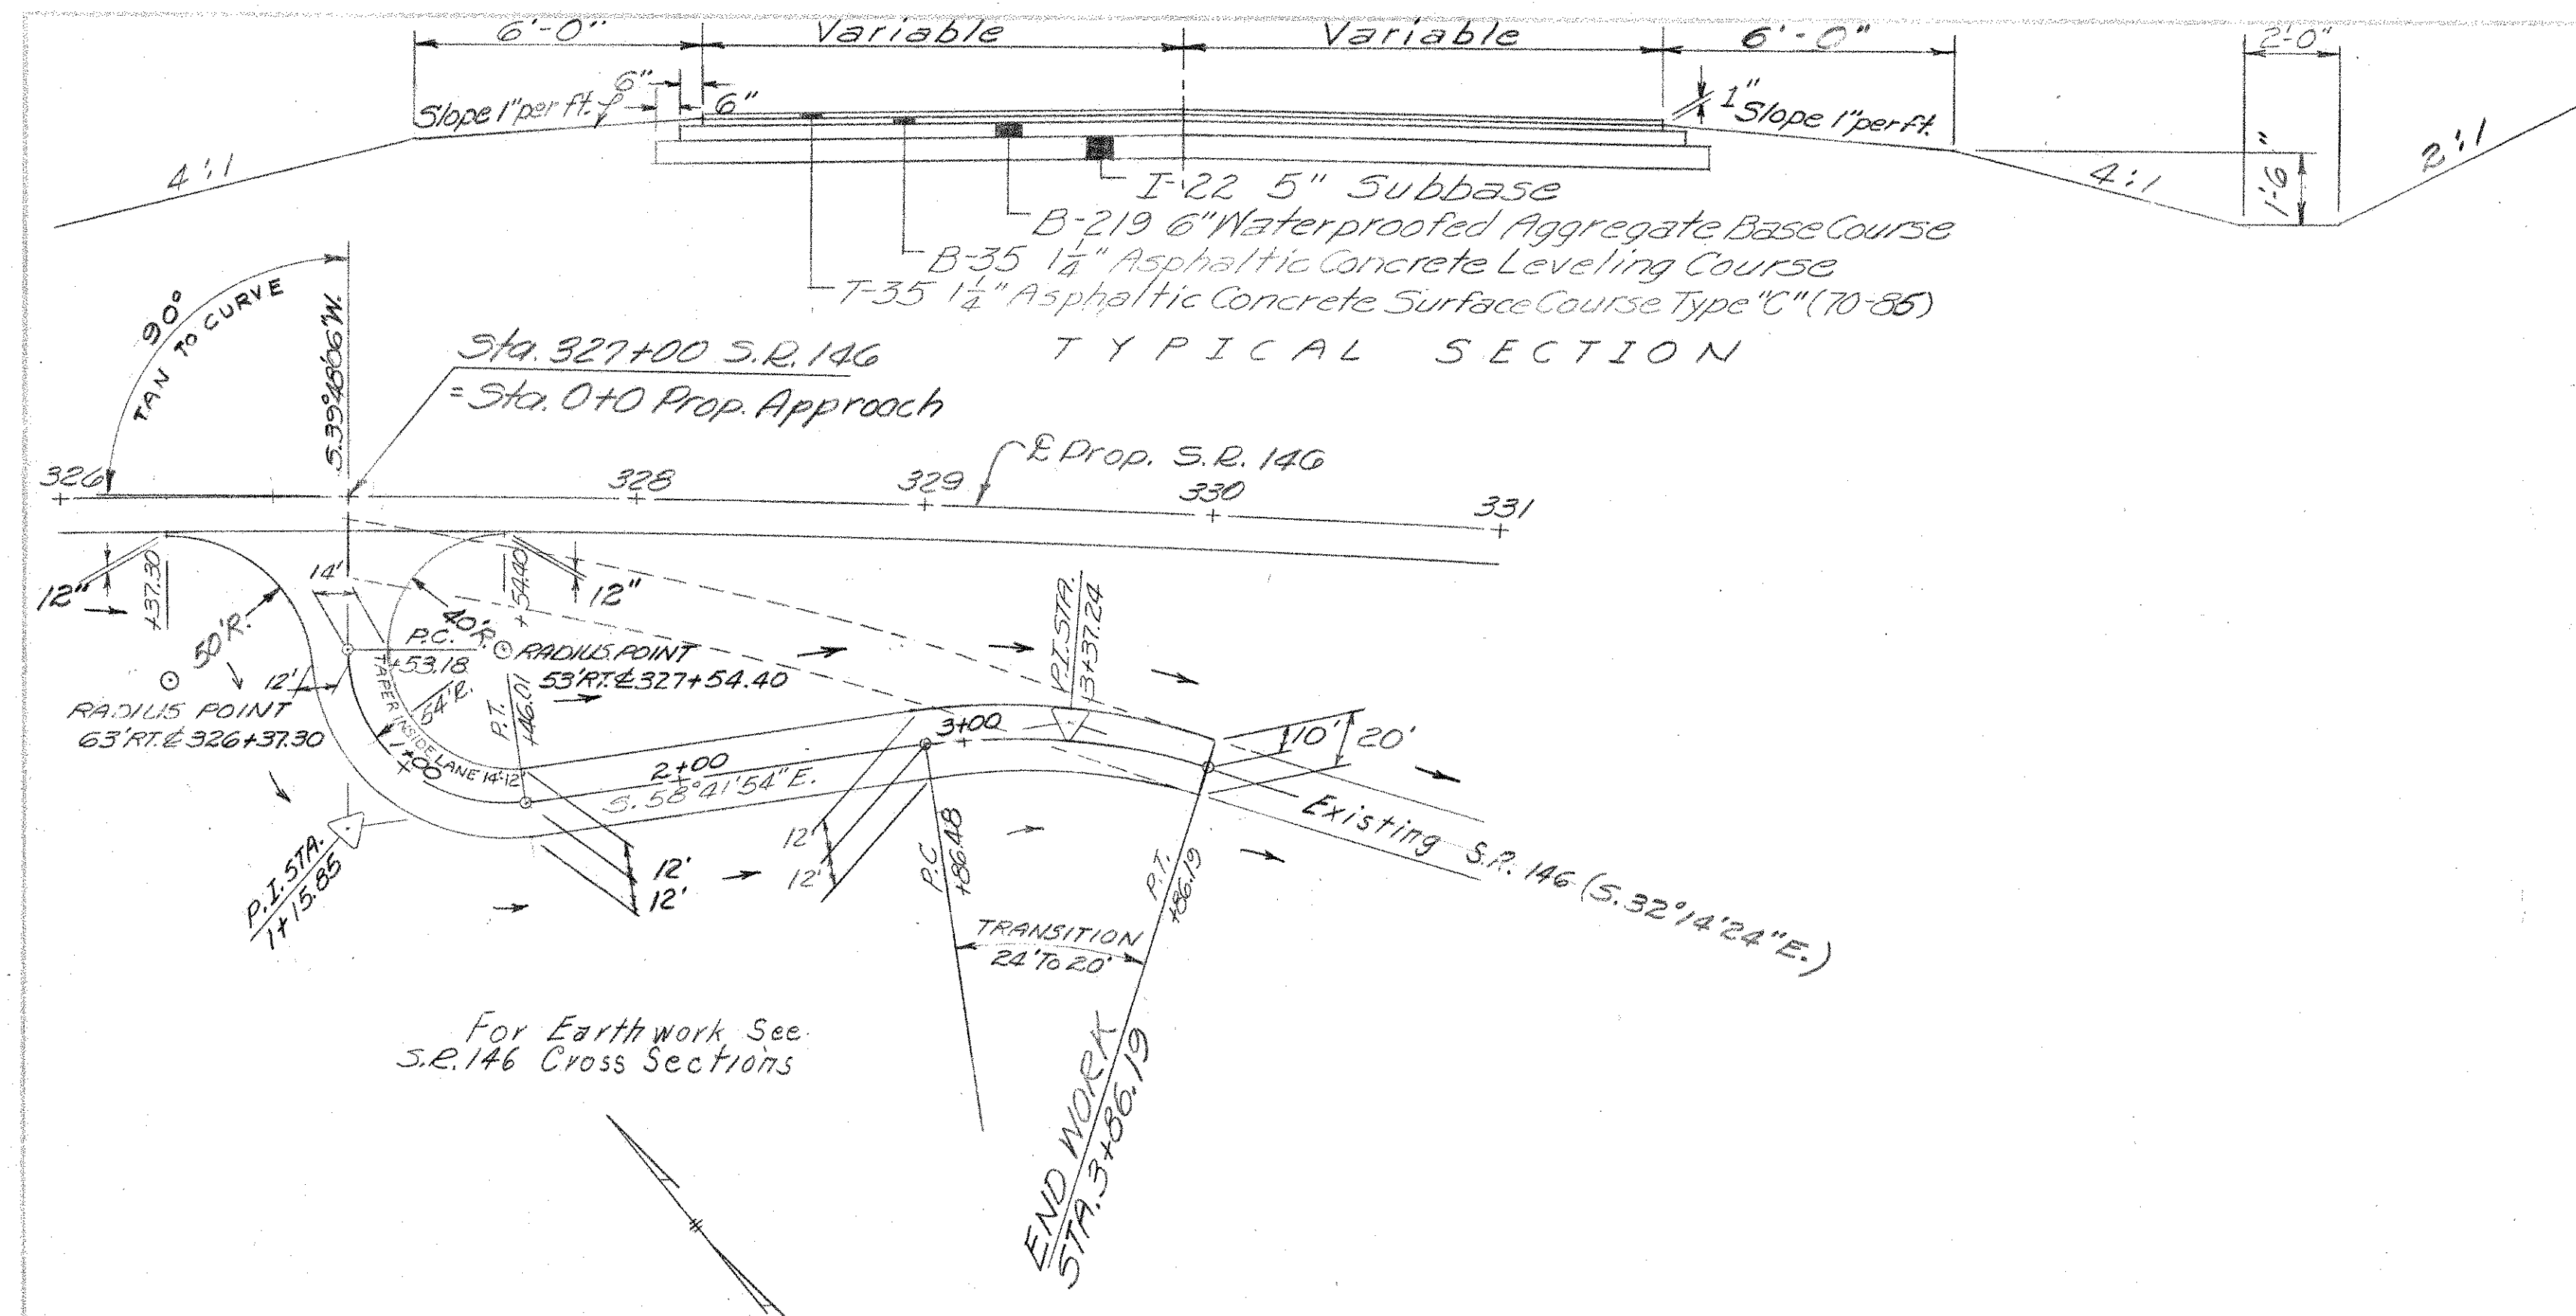 6'-0"
Variable
Variable
6'-0"
2'-0"
6"
6"
Slope 1" per ft.
1"
Slope 1" per ft.
4:1
4:1
1'-6"
2:1
I-22 5" Subbase
B-219 6" Waterproofed Aggregate Base Course
B-35 1¼" Asphaltic Concrete Leveling Course
T-35 1¼" Asphaltic Concrete Surface Course Type "C" (70-85)
TYPICAL SECTION
90°
TAN TO CURVE
S.39°48'06"W.
Sta. 327+00 S.R. 146
= Sta. 0+0 Prop. Approach
℄ Prop. S.R. 146
326
328
329
330
331
12"
+37.30
14'
+54.40
12"
50'R.
40'R.
P.C.
+53.18
RADIUS POINT
53'RT.℄327+54.40
12'
RADIUS POINT
63'RT.℄326+37.30
54'R.
TAPER INSIDE LANE 14'-12'
P.T.
+46.01
1+00
2+00
S.58°41'54"E.
3+00
P.I. STA.
3+37.24
10'
20'
P.I. STA.
1+15.85
12'
12'
12'
12'
P.C.
+86.48
P.T.
+86.19
TRANSITION
24' To 20'
Existing S.R. 146 (S.32°14'24"E.)
For Earthwork See
S.R. 146 Cross Sections
END WORK
STA. 3+86.19